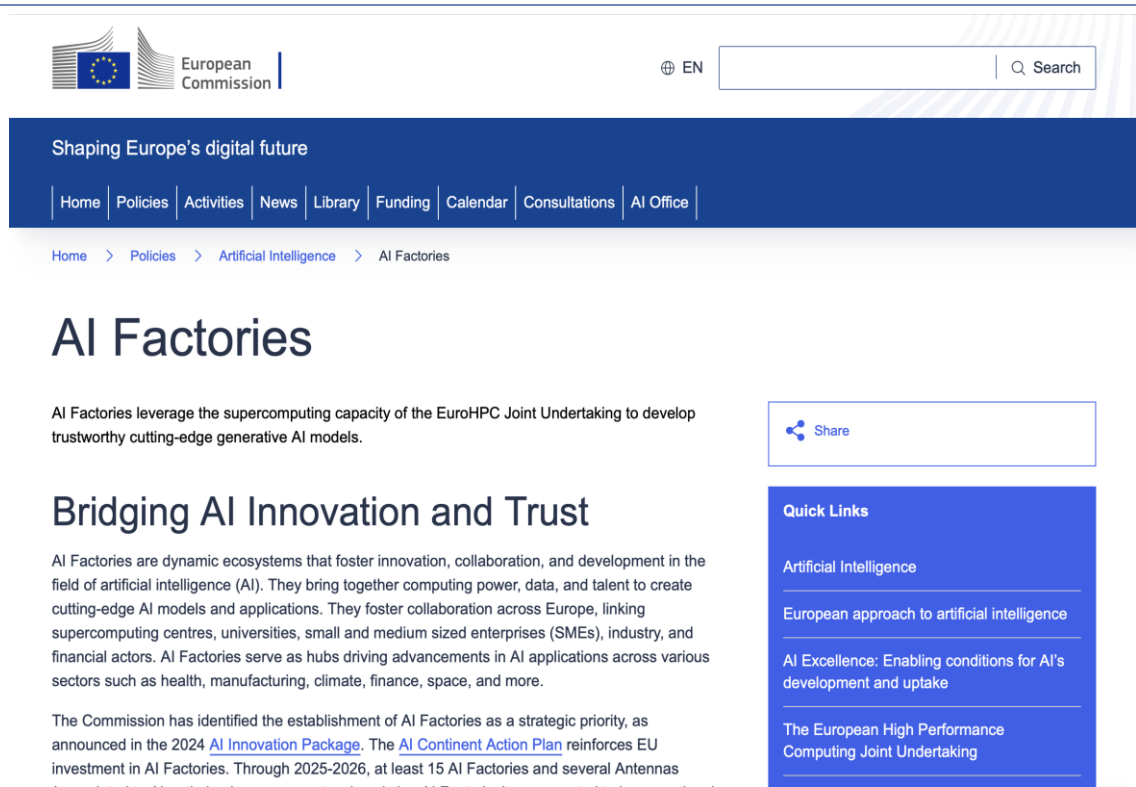 European
Commission
EN
Search
Shaping Europe's digital future
Home Policies Activities News Library Funding Calendar Consultations AI Office
Home > Policies > Artificial Intelligence > AI Factories
AI Factories
AI Factories leverage the supercomputing capacity of the EuroHPC Joint Undertaking to develop
trustworthy cutting-edge generative AI models.
Share
Bridging AI Innovation and Trust
AI Factories are dynamic ecosystems that foster innovation, collaboration, and development in the
field of artificial intelligence (AI). They bring together computing power, data, and talent to create
cutting-edge AI models and applications. They foster collaboration across Europe, linking
supercomputing centres, universities, small and medium sized enterprises (SMEs), industry, and
financial actors. AI Factories serve as hubs driving advancements in AI applications across various
sectors such as health, manufacturing, climate, finance, space, and more.
The Commission has identified the establishment of AI Factories as a strategic priority, as
announced in the 2024 AI Innovation Package. The AI Continent Action Plan reinforces EU
investment in AI Factories. Through 2025-2026, at least 15 AI Factories and several Antennas
Quick Links
Artificial Intelligence
European approach to artificial intelligence
AI Excellence: Enabling conditions for AI's
development and uptake
The European High Performance
Computing Joint Undertaking